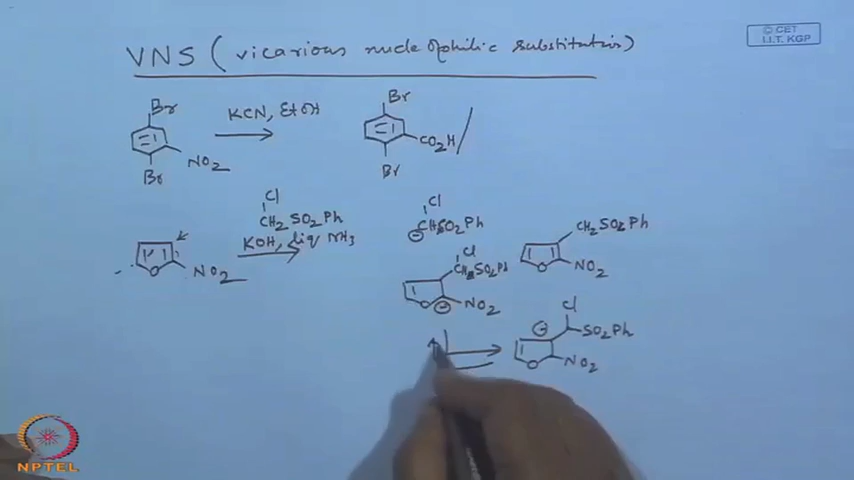 VNS (vicarious nucleophilic substitution)
© CET
I.I.T. KGP
Br
KCN, EtOH
NO2
Br
Br
CO2H
Br
Cl
CH2SO2Ph
KOH, liq NH3
NO2
Cl
CHSO2Ph
CH2SO2Ph
NO2
Cl
CHSO2Ph
NO2
Cl
SO2Ph
NO2
NPTEL